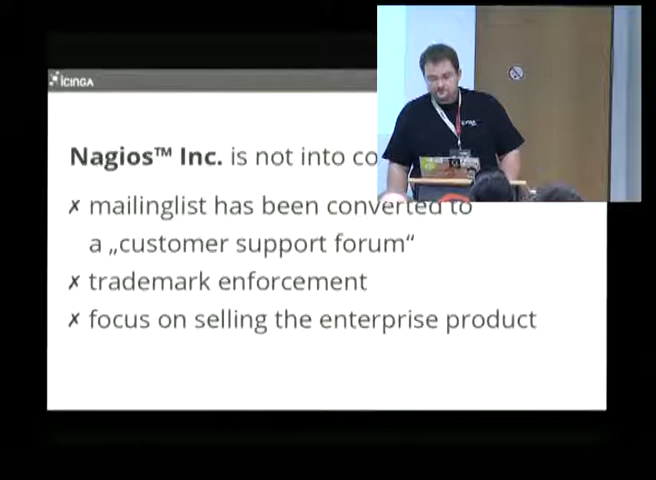 ICINGA
Nagios™ Inc. is not into co
✗ mailinglist has been converted to
a „customer support forum“
✗ trademark enforcement
✗ focus on selling the enterprise product